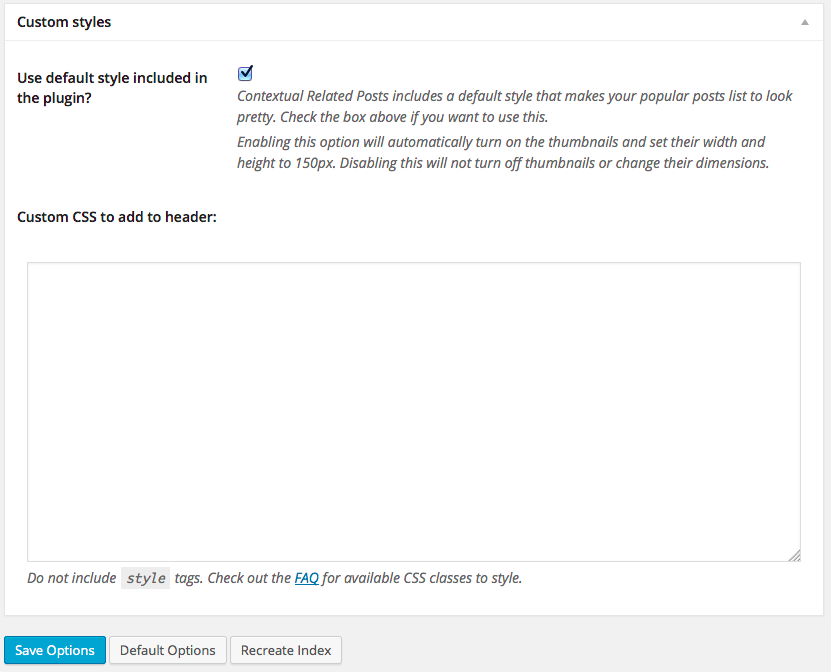 Custom styles
Use default style included in
the plugin?
Contextual Related Posts includes a default style that makes your popular posts list to look
pretty. Check the box above if you want to use this.
Enabling this option will automatically turn on the thumbnails and set their width and
height to 150px. Disabling this will not turn off thumbnails or change their dimensions.
Custom CSS to add to header:
Do not include style tags. Check out the FAQ for available CSS classes to style.
Save Options Default Options Recreate Index